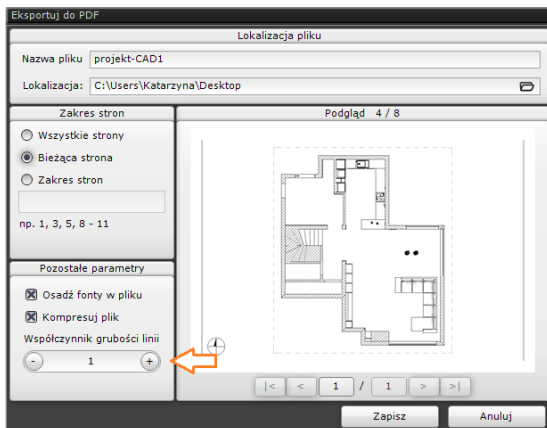 Eksportuj do PDF
Lokalizacja pliku
Nazwa pliku projekt-CAD1
Lokalizacja: C:\Users\Katarzyna\Desktop
Zakres stron
Wszystkie strony
Bieżąca strona
Zakres stron
np. 1, 3, 5, 8 - 11
Pozostałe parametry
Osadź fonty w pliku
Kompresuj plik
Współczynnik grubości linii
- 1 +
Podgląd 4 / 8
|< < 1 / 1 > >|
Zapisz Anuluj